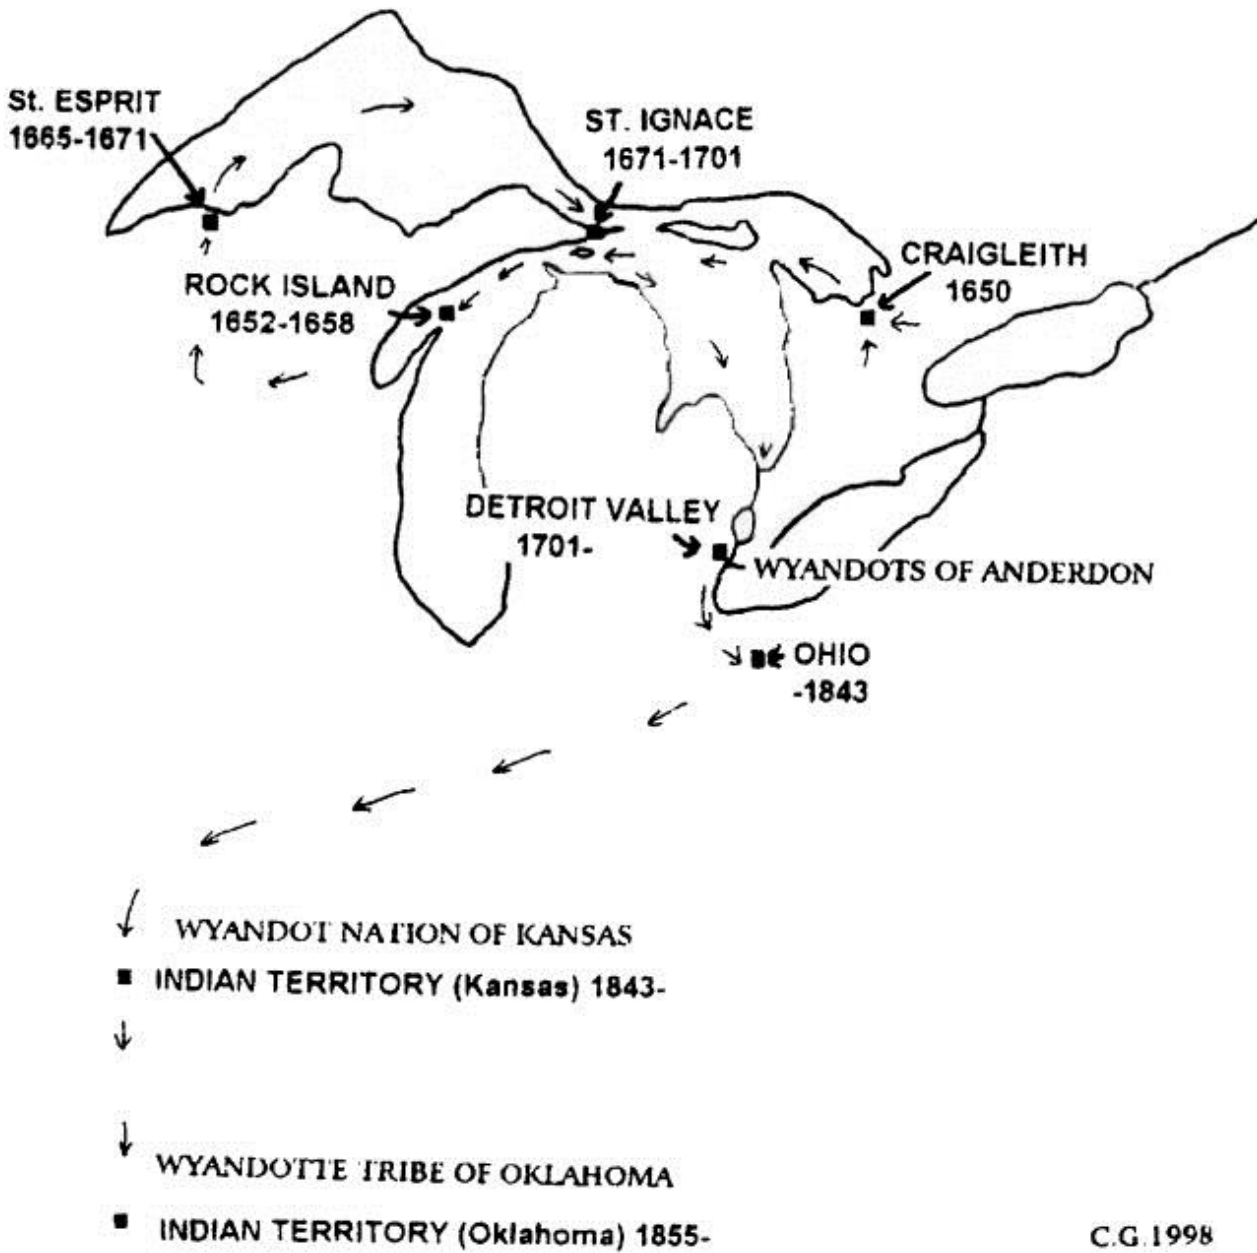 St. ESPRIT
1665-1671
ST. IGNACE
1671-1701
CRAIGLEITH
1650
ROCK ISLAND
1652-1658
DETROIT VALLEY
1701-
WYANDOTS OF ANDERDON
OHIO
-1843
WYANDOT NATION OF KANSAS
INDIAN TERRITORY (Kansas) 1843-
WYANDOTTE TRIBE OF OKLAHOMA
INDIAN TERRITORY (Oklahoma) 1855-
C.G.1998